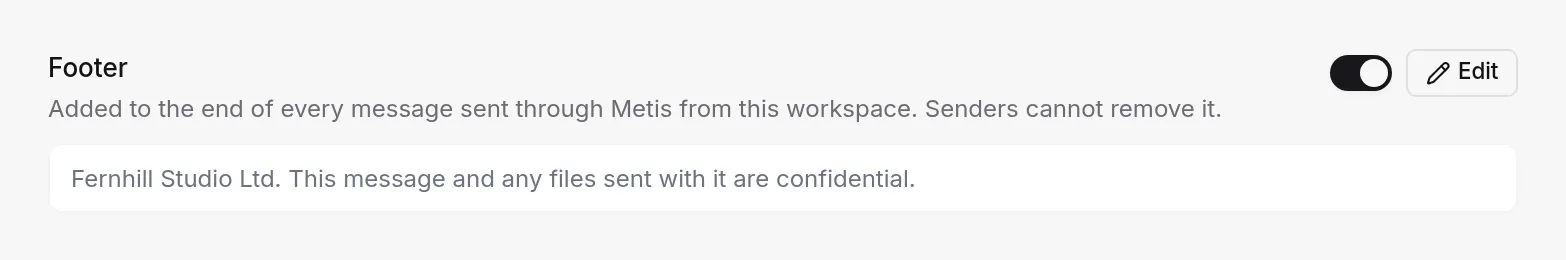 Footer
Edit
Added to the end of every message sent through Metis from this workspace. Senders cannot remove it.
Fernhill Studio Ltd. This message and any files sent with it are confidential.